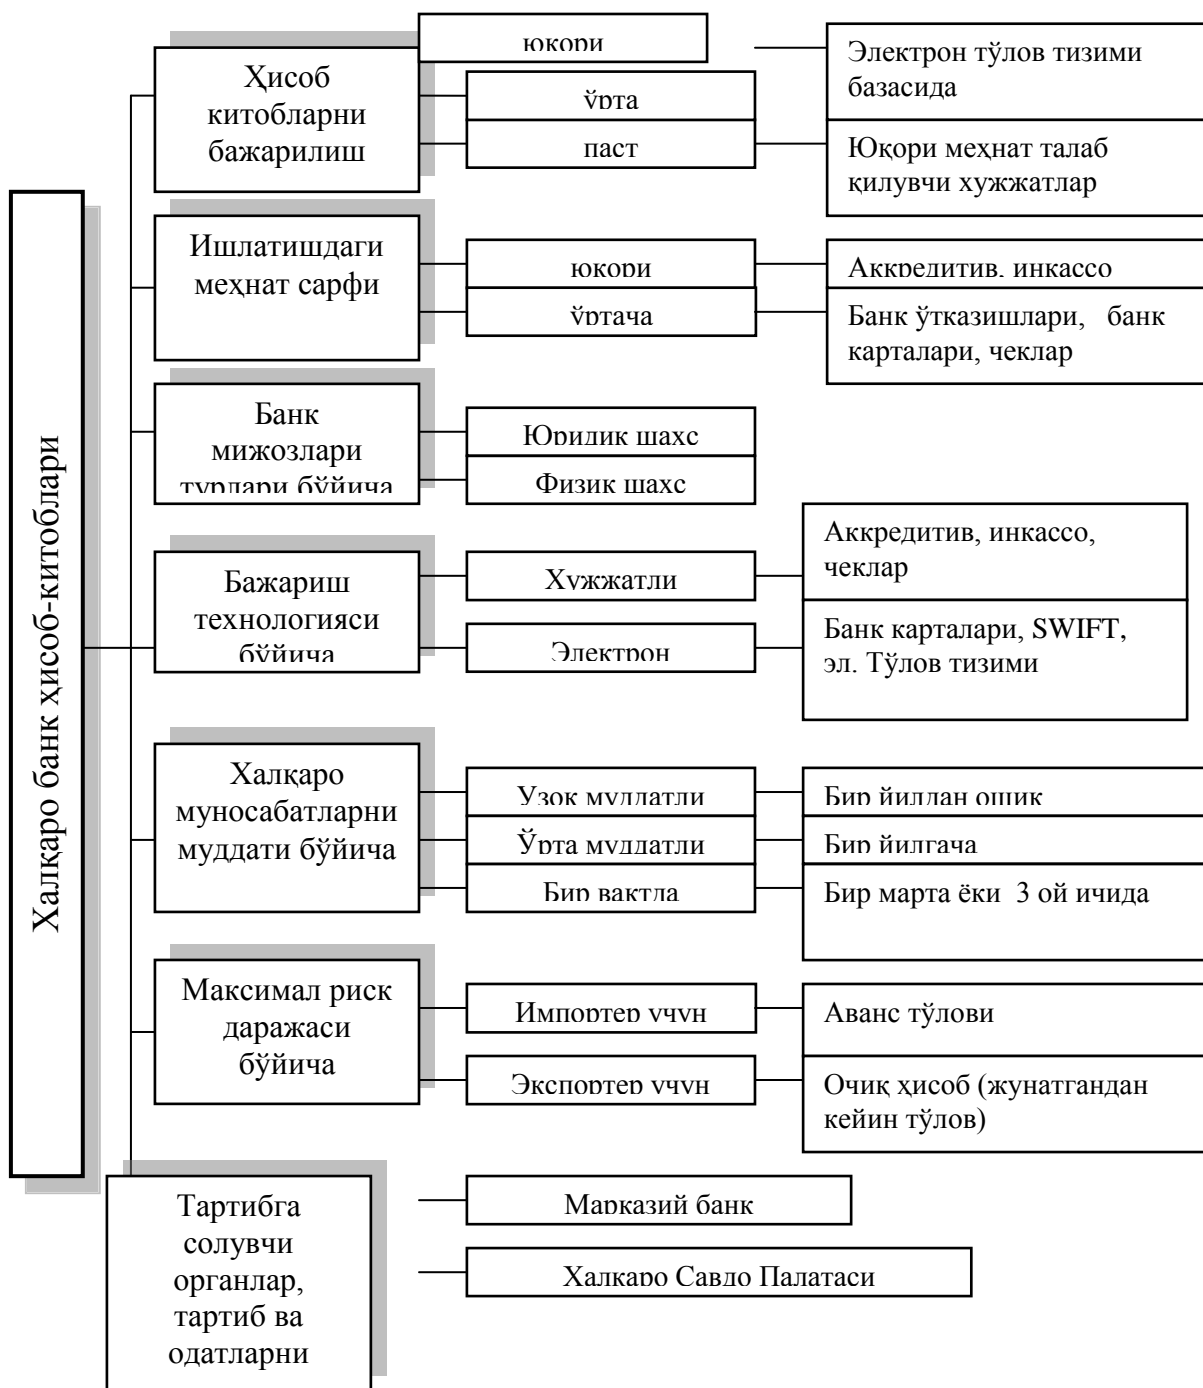 Халқаро банк ҳисоб-китоблари
Ҳисоб
китобларни
бажарилиш
юқори
ўрта
паст
Электрон тўлов тизими
базасида
Юқори меҳнат талаб
қилувчи хужжатлар
Ишлатишдаги
меҳнат сарфи
юқори
ўртача
Аккредитив, инкассо
Банк ўтказишлари, банк
карталари, чеклар
Банк
мижозлари
турлари бўйича
Юридик шахс
Физик шахс
Бажариш
технологияси
бўйича
Хужжатли
Электрон
Аккредитив, инкассо,
чеклар
Банк карталари, SWIFT,
эл. Тўлов тизими
Халқаро
муносабатларни
муддати бўйича
Узоқ муддатли
Ўрта муддатли
Бир вақтда
Бир йилдан ошиқ
Бир йилгача
Бир марта ёки 3 ой ичида
Максимал риск
даражаси
бўйича
Импортер учун
Экспортер учун
Аванс тўлови
Очиқ ҳисоб (жунатгандан
кейин тўлов)
Тартибга
солувчи
органлар,
тартиб ва
одатларни
Марказий банк
Халқаро Савдо Палатаси